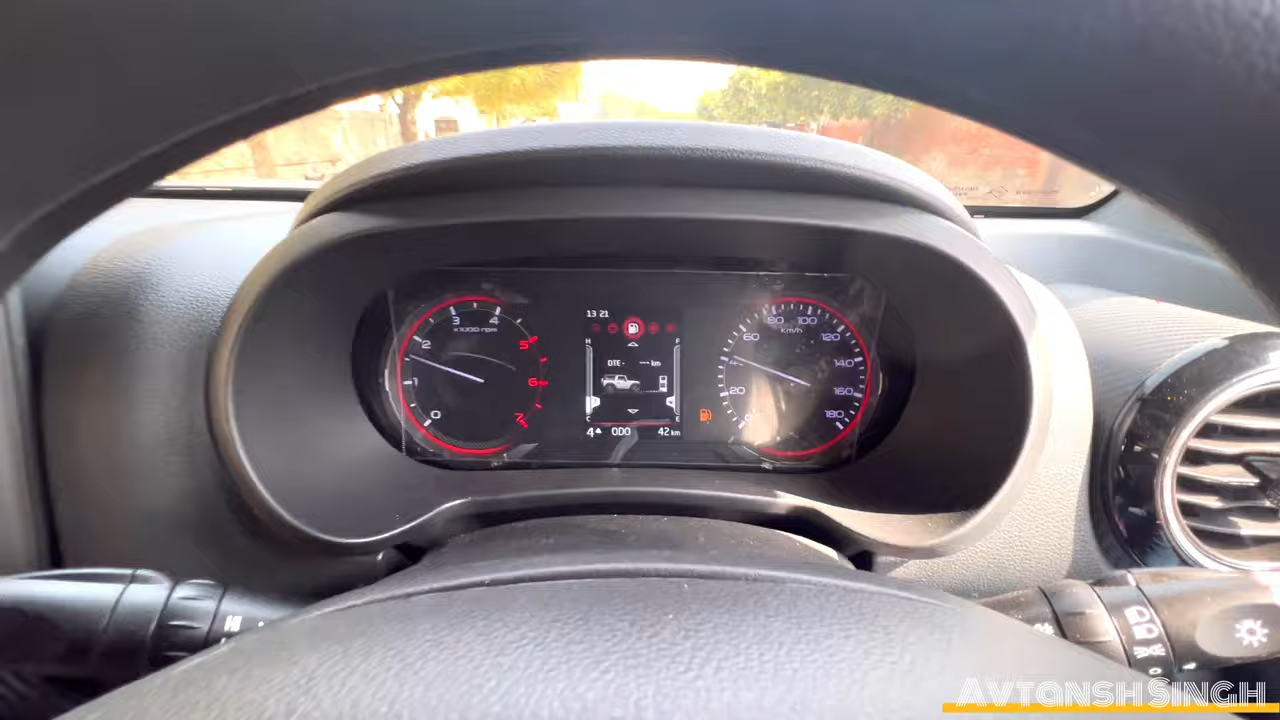 13 21
3 4
x1000 rpm
2 5
1 6
0 7
H F
DTE - --- km
C E
4 ODO 42 km
80 100
Km/h
60 120
140
20 160
180
AVTANSH SINGH